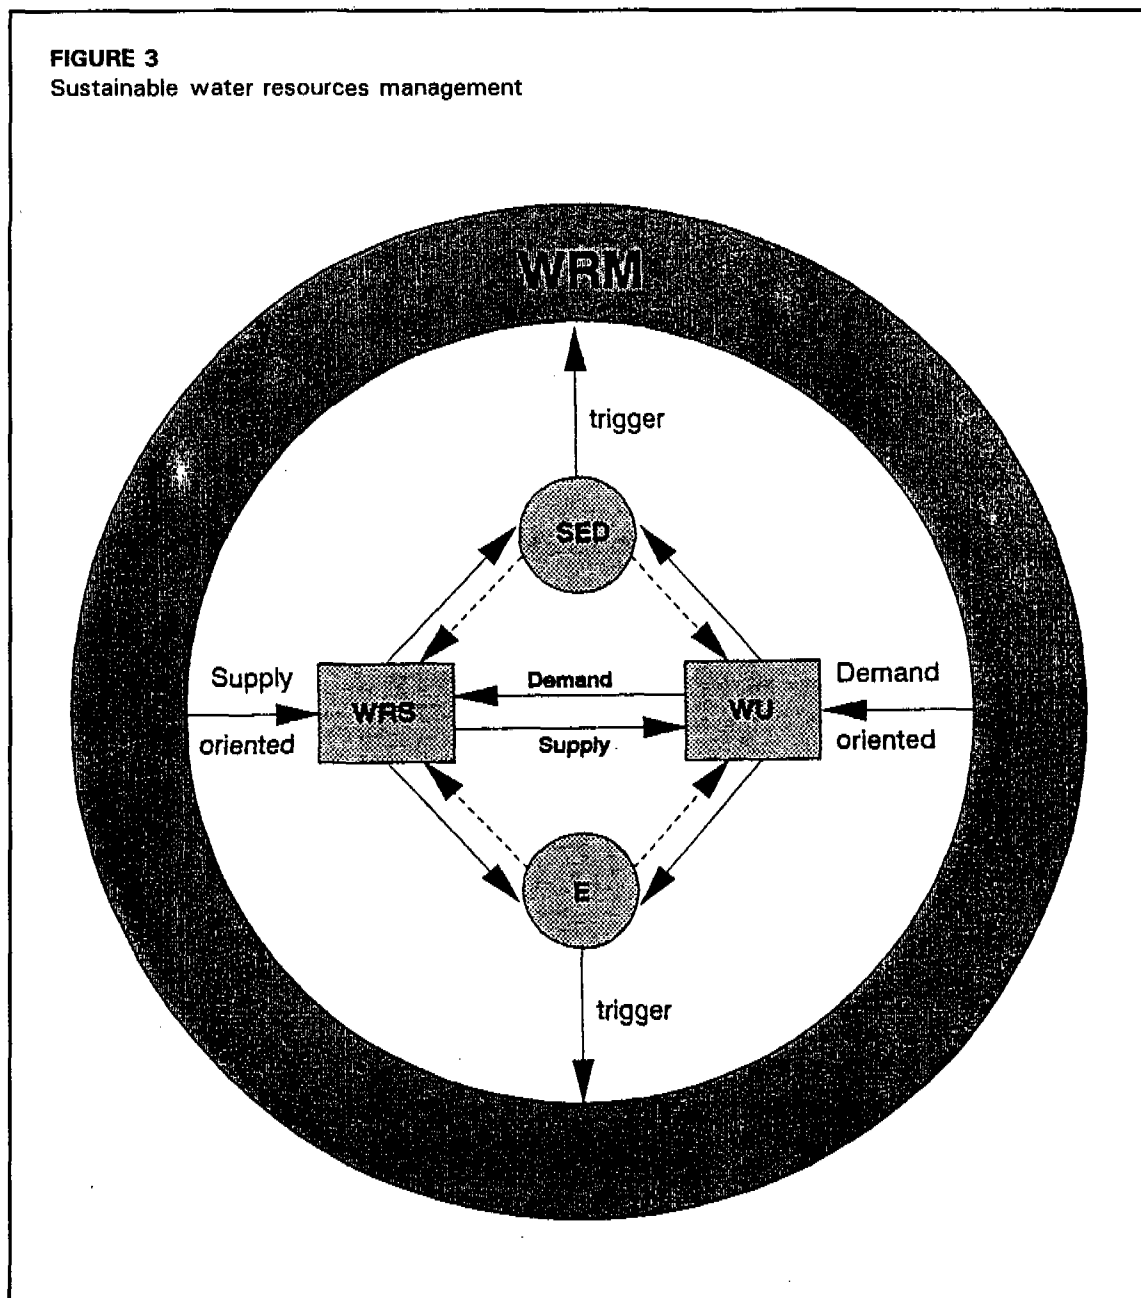 FIGURE 3
Sustainable water resources management
WRM
trigger
SED
Supply
oriented
WRS
Demand
Supply
WU
Demand
oriented
E
trigger